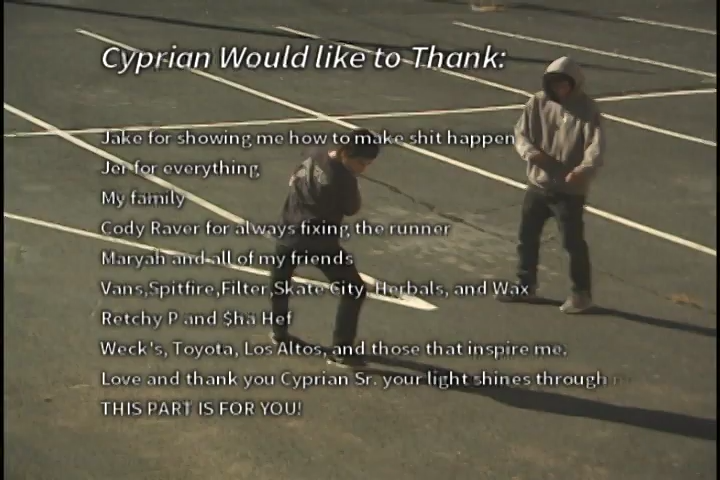 Cyprian Would like to Thank:
Jake for showing me how to make shit happen
Jer for everything
My family
Cody Raver for always fixing the runner
Maryah and all of my friends
Vans,Spitfire,Filter,Skate City, Herbals, and Wax
Retchy P and $ha Hef
Weck's, Toyota, Los Altos, and those that inspire me.
Love and thank you Cyprian Sr. your light shines through
THIS PART IS FOR YOU!